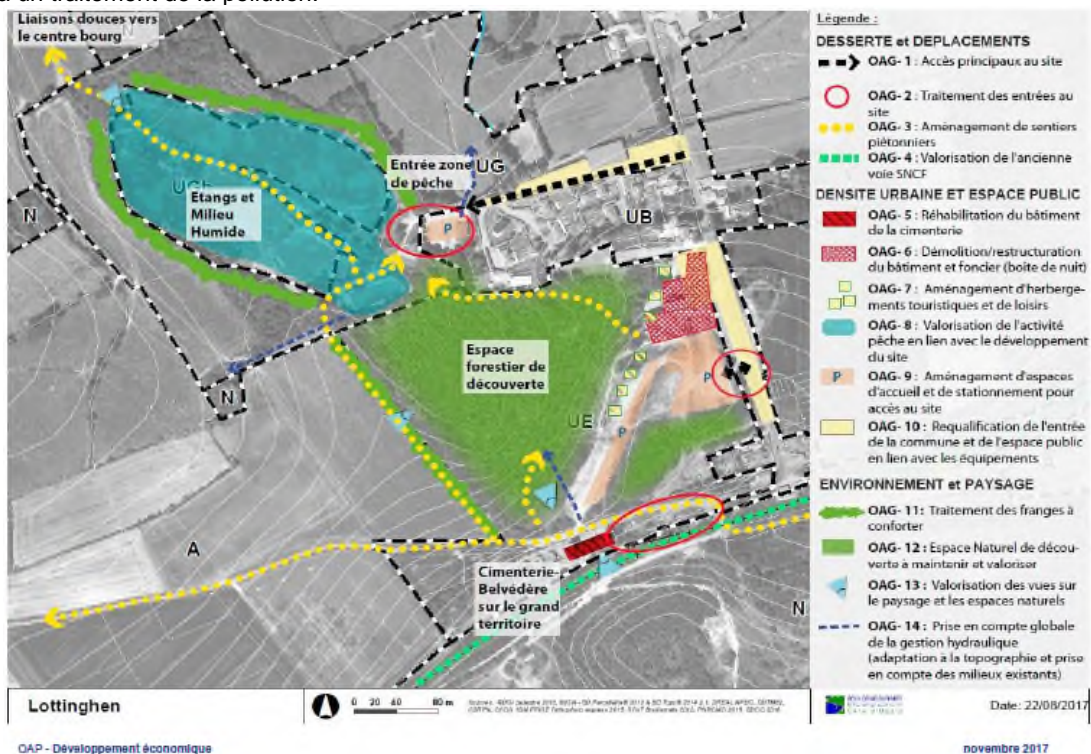 à un traitement de la pollution.
Liaisons douces vers
le centre bourg
N
N
UG
Entrée zone
de pêche
Étangs et
Milieu
Humide
P
UB
Espace
forestier de
découverte
N
N
UE
P
P
A
Cimenterie-
Belvédère
sur le grand
territoire
N
Légende :
DESSERTE et DEPLACEMENTS
OAG- 1 : Accès principaux au
site
OAG- 2 : Traitement des entrées au
site
OAG- 3 : Aménagement de sentiers
piétonniers
OAG- 4 : Valorisation de l'ancienne
voie SNCF
DENSITE URBAINE ET ESPACE PUBLIC
OAG- 5 : Réhabilitation du bâtiment
de la cimenterie
OAG- 6 : Démolition/restructuration
du bâtiment et foncier (boite de nuit)
OAG- 7 : Aménagement d'herberge-
ments touristiques et de loisirs
OAG- 8 : Valorisation de l'activité
pêche en lien avec le développement
du site
P
OAG- 9 : Aménagement d'espaces
d'accueil et de stationnement pour
accès au site
OAG- 10 : Requalification de l'entrée
de la commune et de l'espace public
en lien avec les équipements
ENVIRONNEMENT et PAYSAGE
OAG- 11: Traitement des franges à
conforter
OAG- 12 : Espace Naturel de décou-
verte à maintenir et valoriser
OAG- 13 : Valorisation des vues sur
le paysage et les espaces naturels
OAG- 14 : Prise en compte globale
de la gestion hydraulique
(adaptation à la topographie et prise
en compte des milieux existants)
Lottinghen
0 20 40 80 m
Date: 22/08/2017
OAP - Développement économique
novembre 2017